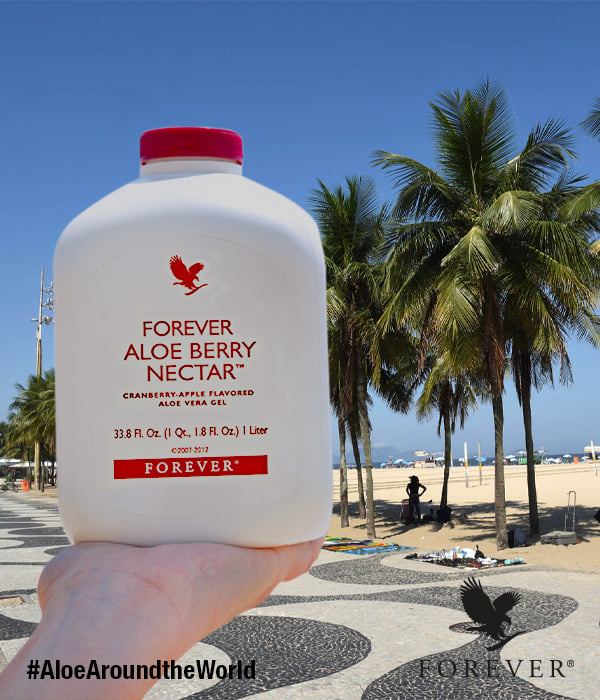 FOREVER
ALOE BERRY
NECTAR™
CRANBERRY-APPLE FLAVORED
ALOE VERA GEL
33.8 Fl. Oz. (1 Qt., 1.8 Fl. Oz.) 1 Liter
©2007-2012
FOREVER®
#AloeAroundtheWorld
FOREVER®